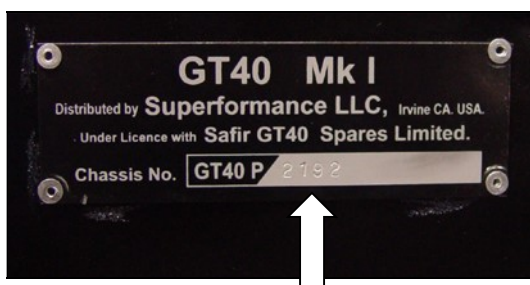 GT40 Mk I
Distributed by Superformance LLC, Irvine CA. USA.
Under Licence with Safir GT40 Spares Limited.
Chassis No. GT40 P 2192